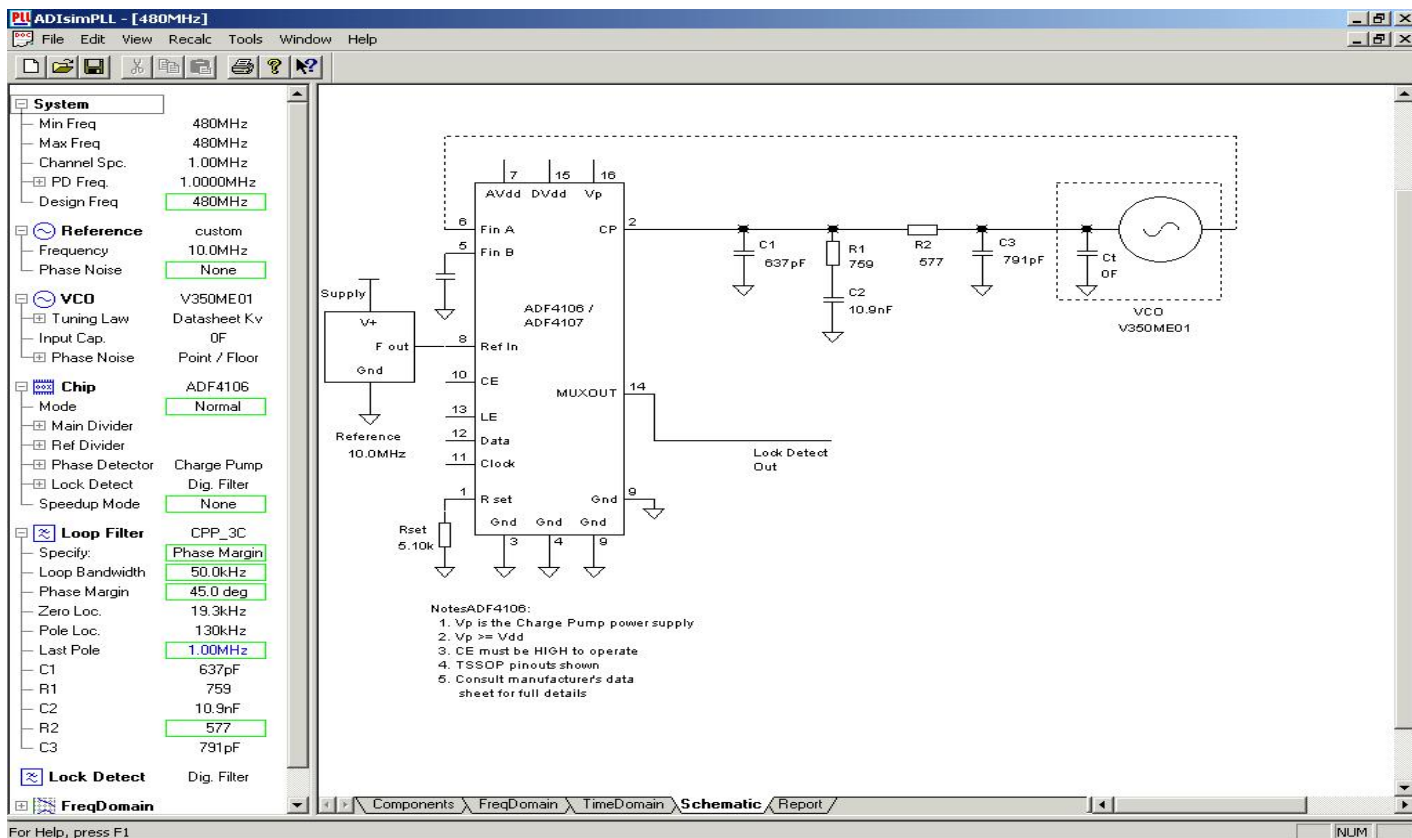 PLL ADIsimPLL - [480MHz]
DOC File Edit View Recalc Tools Window Help
System
Min Freq 480MHz
Max Freq 480MHz
Channel Spc. 1.00MHz
PD Freq. 1.0000MHz
Design Freq 480MHz
Reference custom
Frequency 10.0MHz
Phase Noise None
VCO V350ME01
Tuning Law Datasheet Kv
Input Cap. 0F
Phase Noise Point / Floor
Chip ADF4106
Mode Normal
Main Divider
Ref Divider
Phase Detector Charge Pump
Lock Detect Dig. Filter
Speedup Mode None
Loop Filter CPP_3C
Specify: Phase Margin
Loop Bandwidth 50.0kHz
Phase Margin 45.0 deg
Zero Loc. 19.3kHz
Pole Loc. 130kHz
Last Pole 1.00MHz
C1 637pF
R1 759
C2 10.9nF
R2 577
C3 791pF
Lock Detect Dig. Filter
FreqDomain
7 15 16
AVdd DVdd Vp
6 Fin A CP 2
5 Fin B
ADF4106 /
ADF4107
Supply
V+
F out
Gnd
Reference
10.0MHz
8 Ref In
10 CE
MUXOUT 14
13 LE
12 Data
11 Clock
1 R set Gnd 9
Gnd Gnd Gnd
3 4 9
Rset
5.10k
C1
637pF
R1
759
C2
10.9nF
R2
577
C3
791pF
Ct
0F
VCO
V350ME01
Lock Detect
Out
NotesADF4106:
1. Vp is the Charge Pump power supply
2. Vp >= Vdd
3. CE must be HIGH to operate
4. TSSOP pinouts shown
5. Consult manufacturer's data
sheet for full details
Components FreqDomain TimeDomain Schematic Report
For Help, press F1 NUM